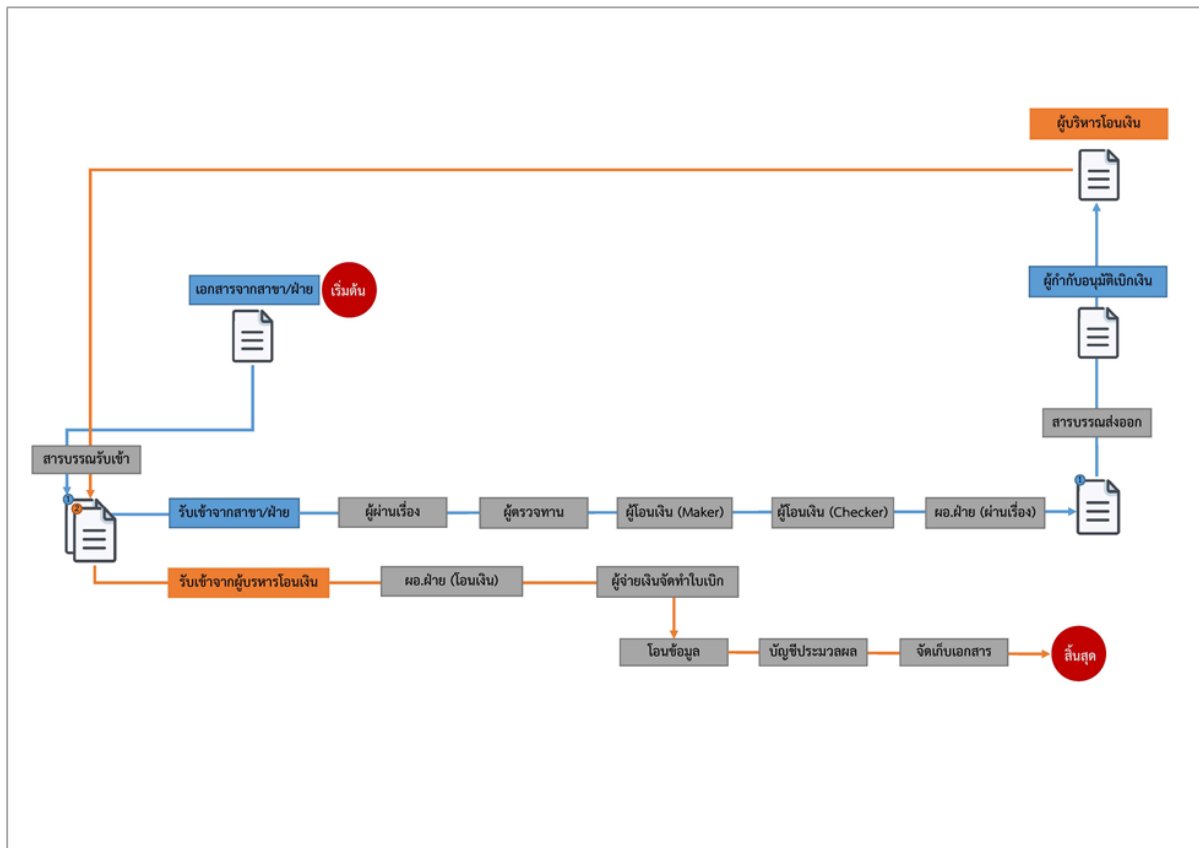 ผู้บริหารโอนเงิน
เอกสารจากสาขา/ฝ่าย
เริ่มต้น
ผู้กำกับอนุมัติเบิกเงิน
สารบรรณรับเข้า
สารบรรณส่งออก
1
2
รับเข้าจากสาขา/ฝ่าย
ผู้ผ่านเรื่อง
ผู้ตรวจทาน
ผู้โอนเงิน (Maker)
ผู้โอนเงิน (Checker)
ผอ.ฝ่าย (ผ่านเรื่อง)
1
รับเข้าจากผู้บรหารโอนเงิน
ผอ.ฝ่าย (โอนเงิน)
ผู้จ่ายเงินจัดทำใบเบิก
โอนข้อมูล
บัญชีประมวลผล
จัดเก็บเอกสาร
สิ้นสุด